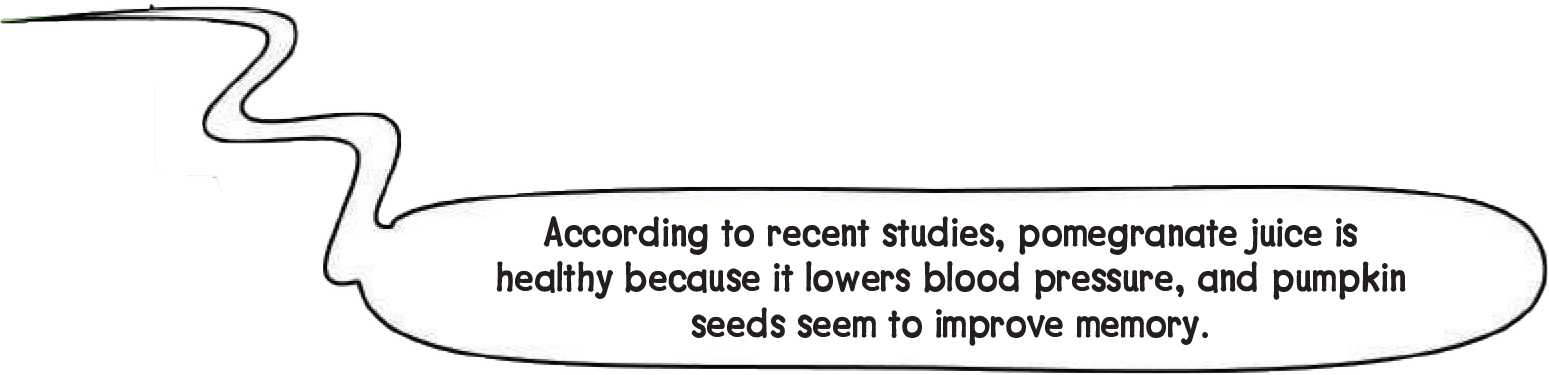 According to recent studies, pomegranate juice is
healthy because it lowers blood pressure, and pumpkin
seeds seem to improve memory.